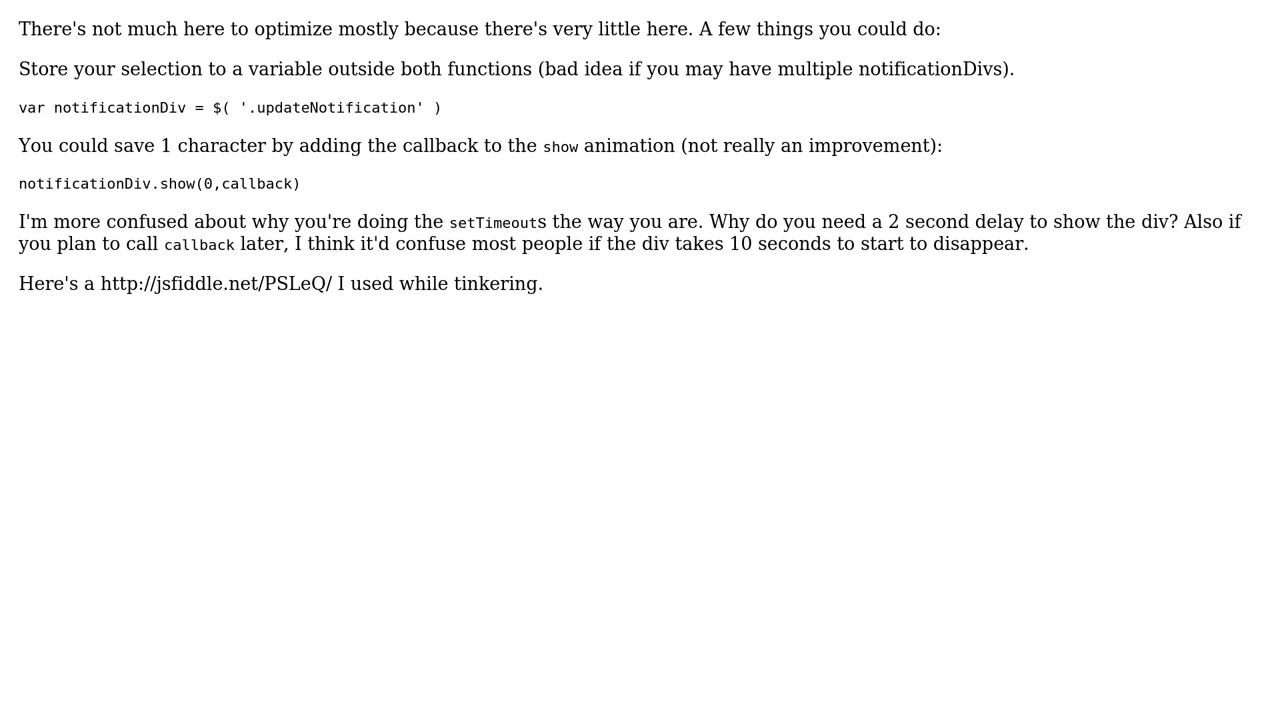 There's not much here to optimize mostly because there's very little here. A few things you could do:
Store your selection to a variable outside both functions (bad idea if you may have multiple notificationDivs).
var notificationDiv = $( '.updateNotification' )
You could save 1 character by adding the callback to the show animation (not really an improvement):
notificationDiv.show(0,callback)
I'm more confused about why you're doing the setTimeouts the way you are. Why do you need a 2 second delay to show the div? Also if
you plan to call callback later, I think it'd confuse most people if the div takes 10 seconds to start to disappear.
Here's a http://jsfiddle.net/PSLeQ/ I used while tinkering.